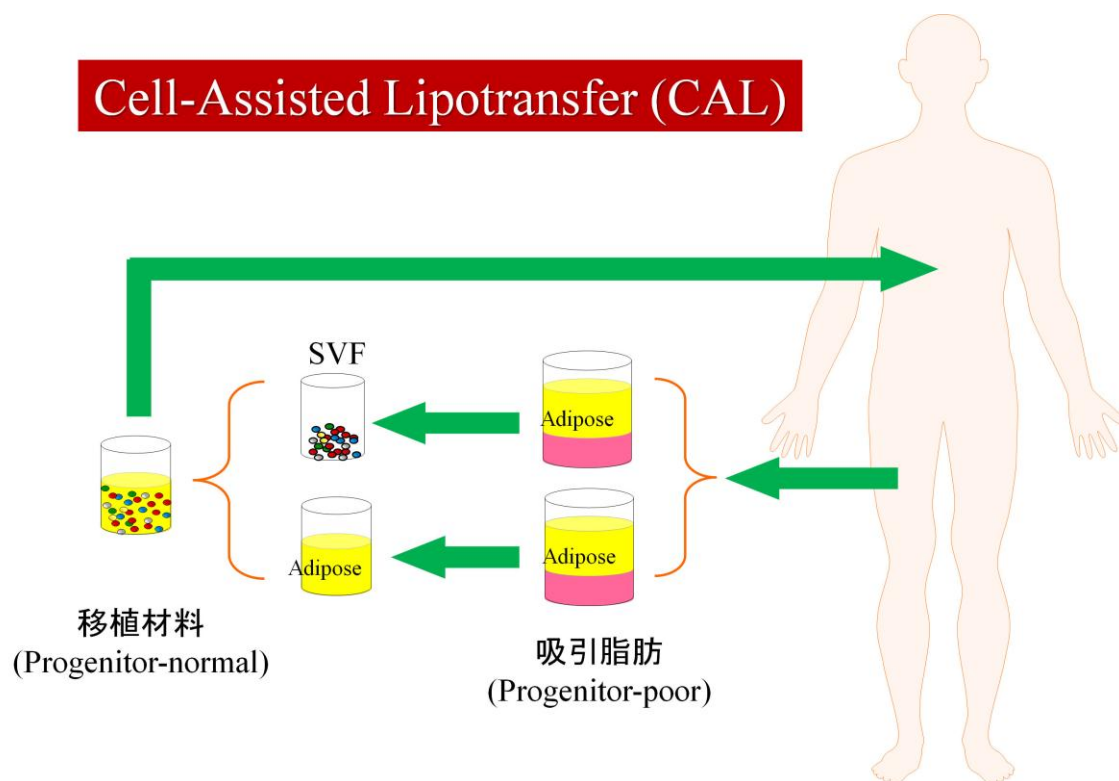 Cell-Assisted Lipotransfer (CAL)
SVF
Adipose
Adipose
Adipose
移植材料
(Progenitor-normal)
吸引脂肪
(Progenitor-poor)